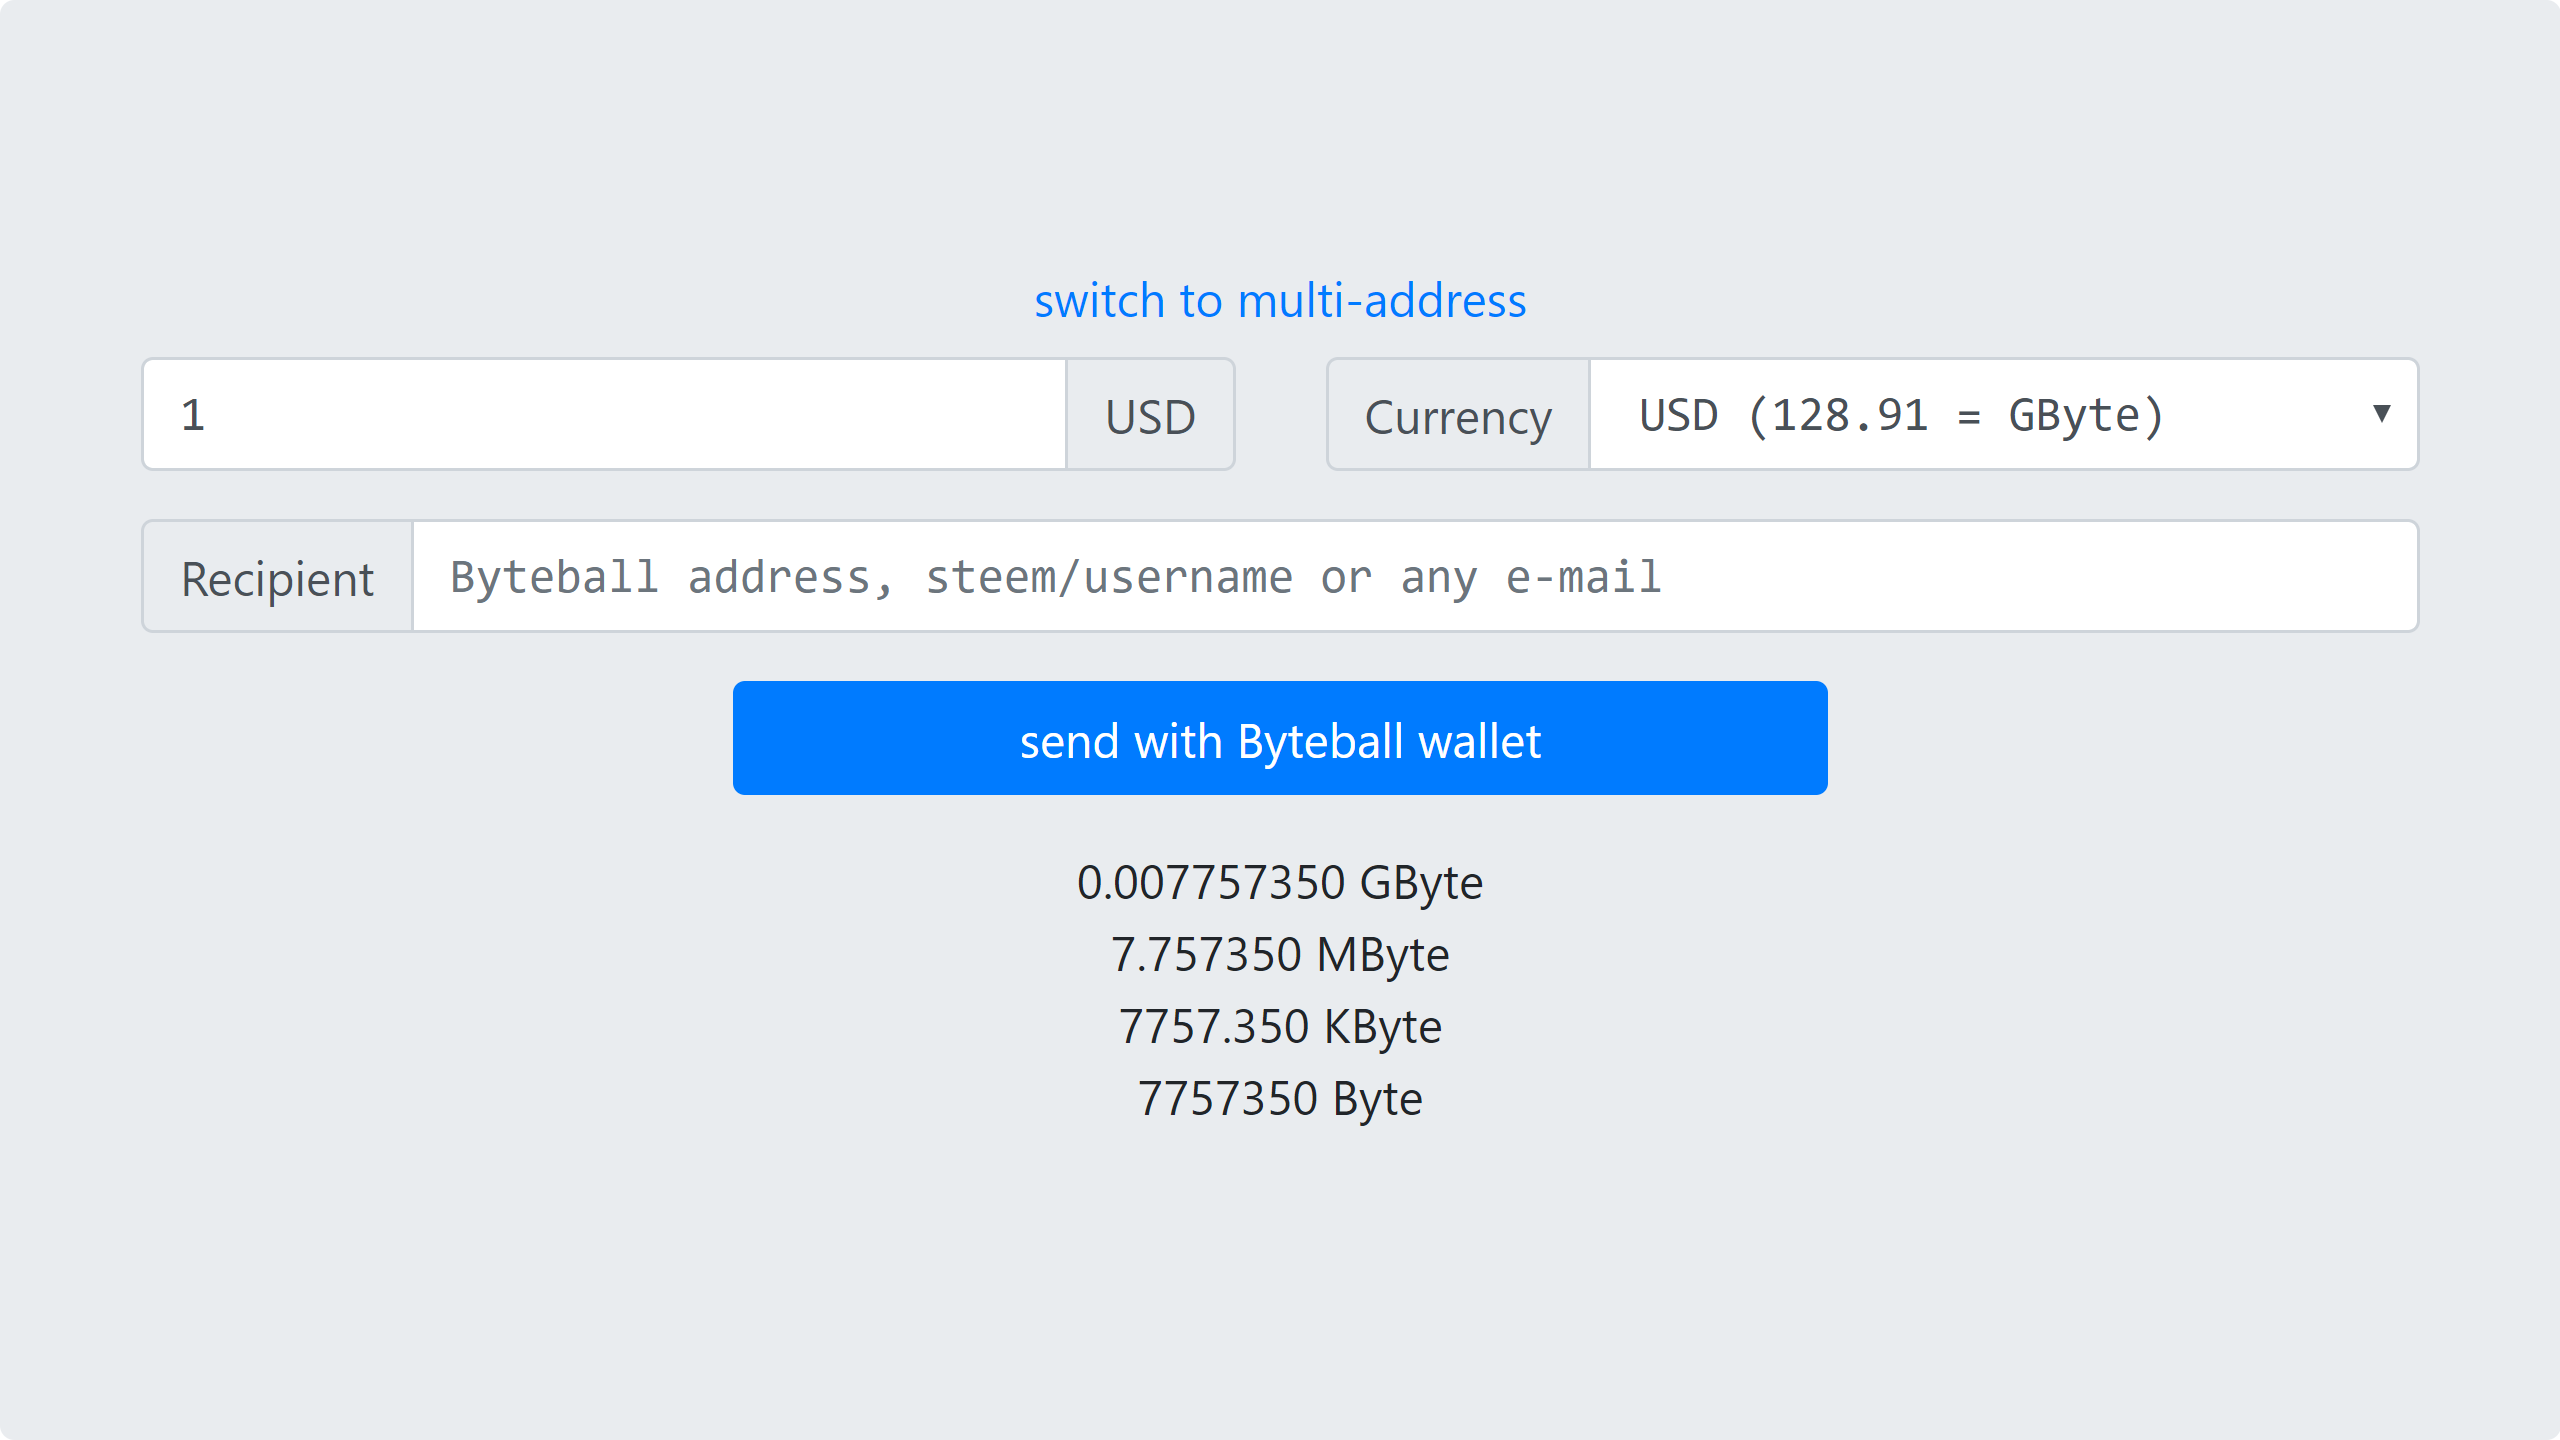 switch to multi-address
1 USD Currency USD (128.91 = GByte) ▼
Recipient Byteball address, steem/username or any e-mail
send with Byteball wallet
0.007757350 GByte
7.757350 MByte
7757.350 KByte
7757350 Byte